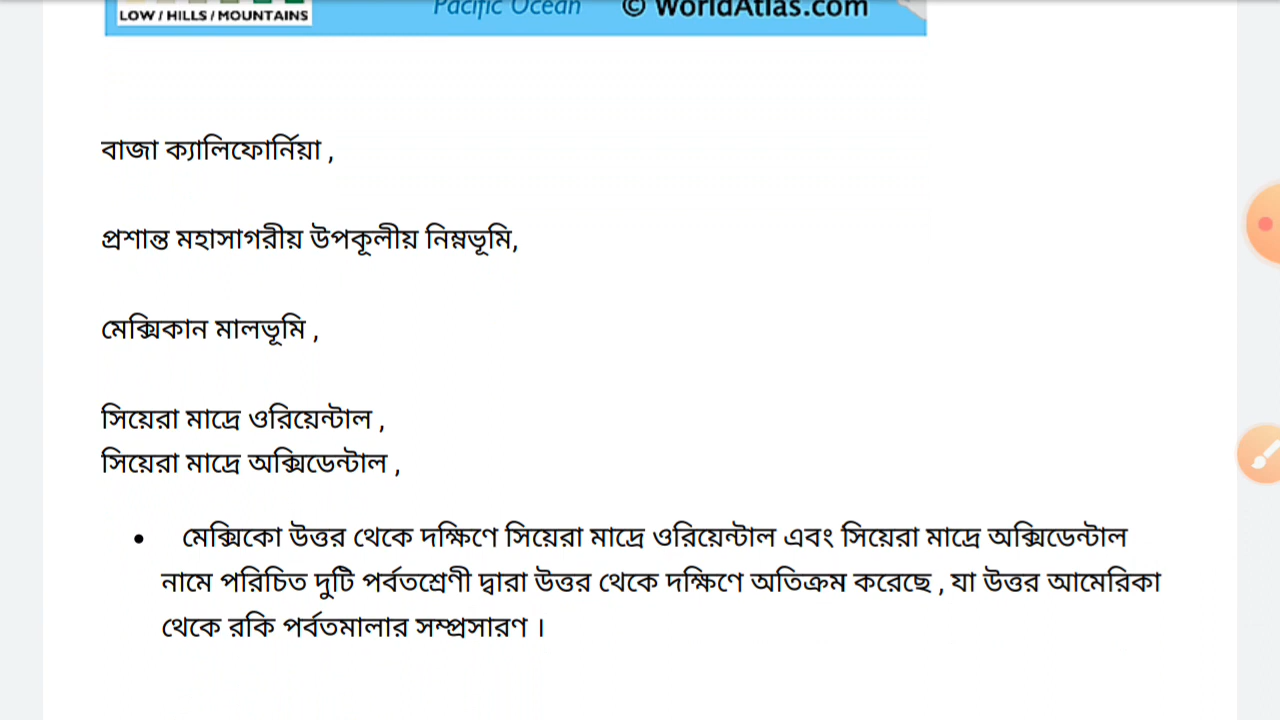 LOW / HILLS / MOUNTAINS
Pacific Ocean © WorldAtlas.com
বাজা ক্যালিফোর্নিয়া ,
প্রশান্ত মহাসাগরীয় উপকূলীয় নিম্নভূমি,
মেক্সিকান মালভূমি ,
সিয়েরা মাদ্রে ওরিয়েন্টাল ,
সিয়েরা মাদ্রে অক্সিডেন্টাল ,
• মেক্সিকো উত্তর থেকে দক্ষিণে সিয়েরা মাদ্রে ওরিয়েন্টাল এবং সিয়েরা মাদ্রে অক্সিডেন্টাল
নামে পরিচিত দুটি পর্বতশ্রেণী দ্বারা উত্তর থেকে দক্ষিণে অতিক্রম করেছে , যা উত্তর আমেরিকা
থেকে রকি পর্বতমালার সম্প্রসারণ ।